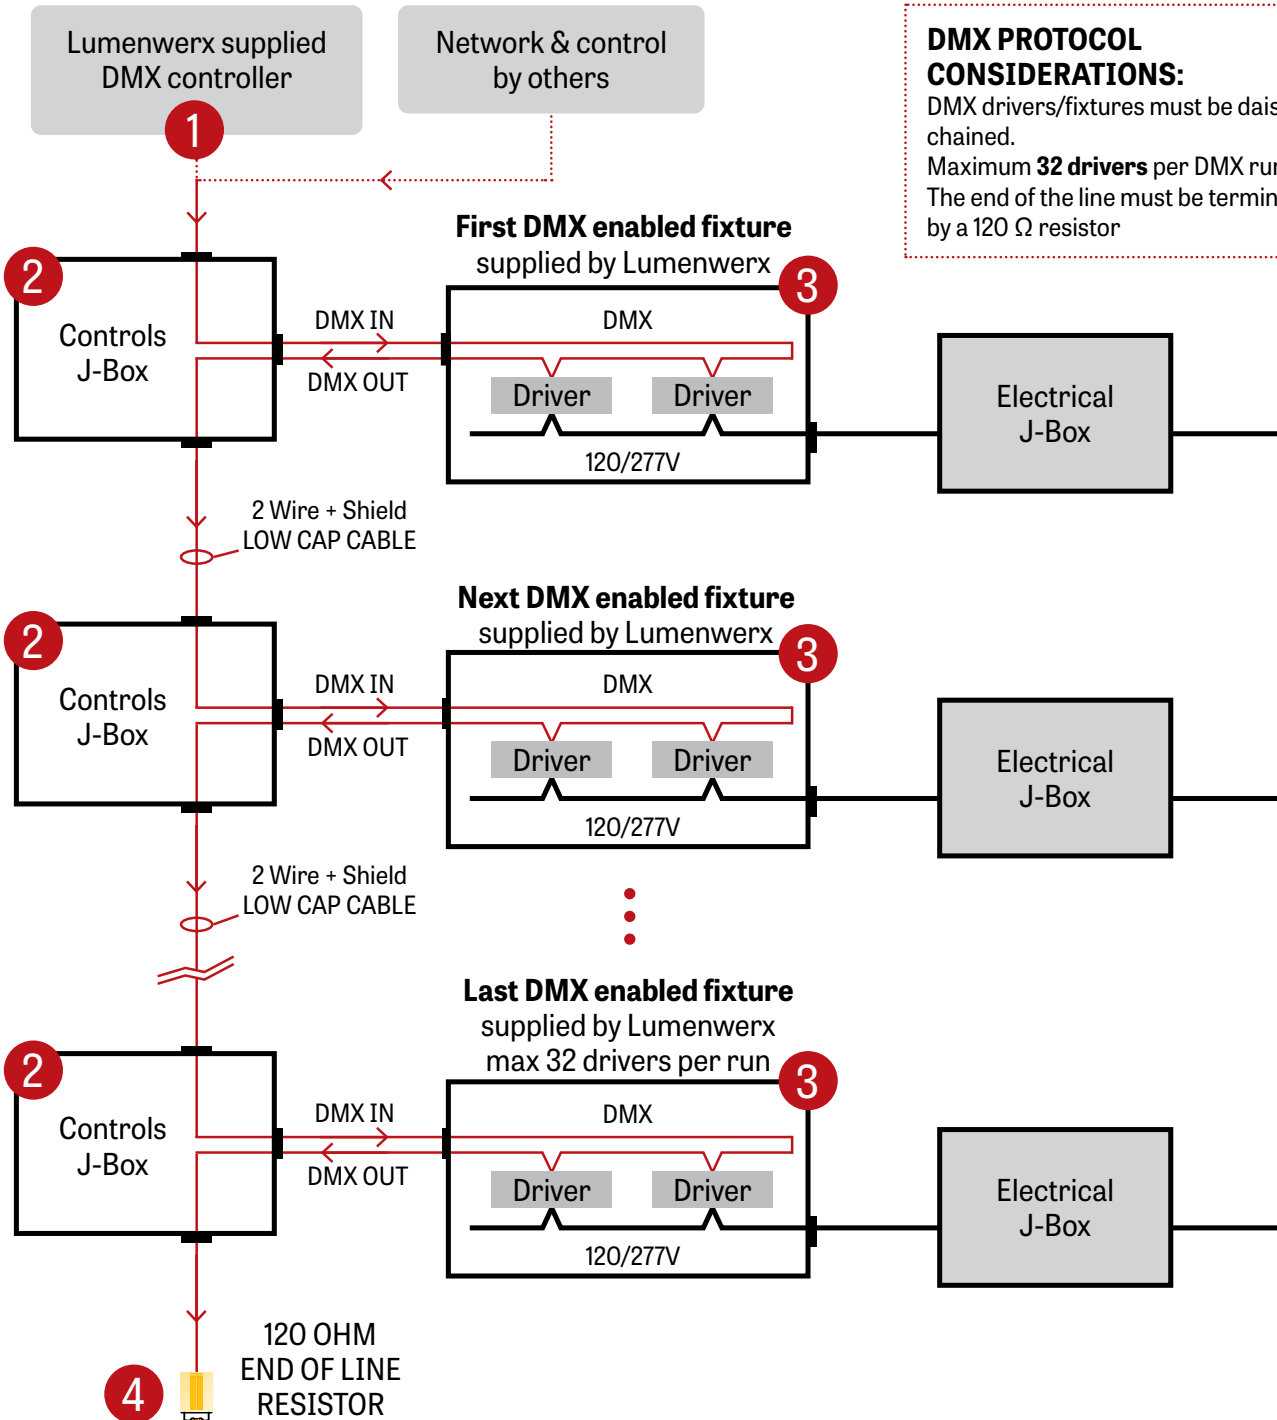 Lumenwerx supplied
DMX controller
1
Network & control
by others
DMX PROTOCOL
CONSIDERATIONS:
DMX drivers/fixtures must be dais
chained.
Maximum 32 drivers per DMX run
The end of the line must be termin
by a 120 Ω resistor
First DMX enabled fixture
supplied by Lumenwerx
2
Controls
J-Box
DMX IN
DMX OUT
3
DMX
Driver
Driver
120/277V
Electrical
J-Box
2 Wire + Shield
LOW CAP CABLE
Next DMX enabled fixture
supplied by Lumenwerx
2
Controls
J-Box
DMX IN
DMX OUT
3
DMX
Driver
Driver
120/277V
Electrical
J-Box
2 Wire + Shield
LOW CAP CABLE
Last DMX enabled fixture
supplied by Lumenwerx
max 32 drivers per run
2
Controls
J-Box
DMX IN
DMX OUT
3
DMX
Driver
Driver
120/277V
Electrical
J-Box
4
120 OHM
END OF LINE
RESISTOR